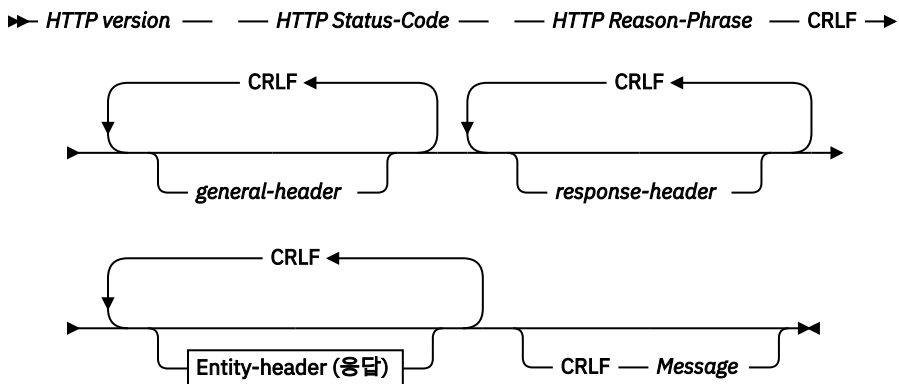 HTTP version HTTP Status-Code HTTP Reason-Phrase CRLF
CRLF CRLF
general-header response-header
CRLF
Entity-header (응답) CRLF Message